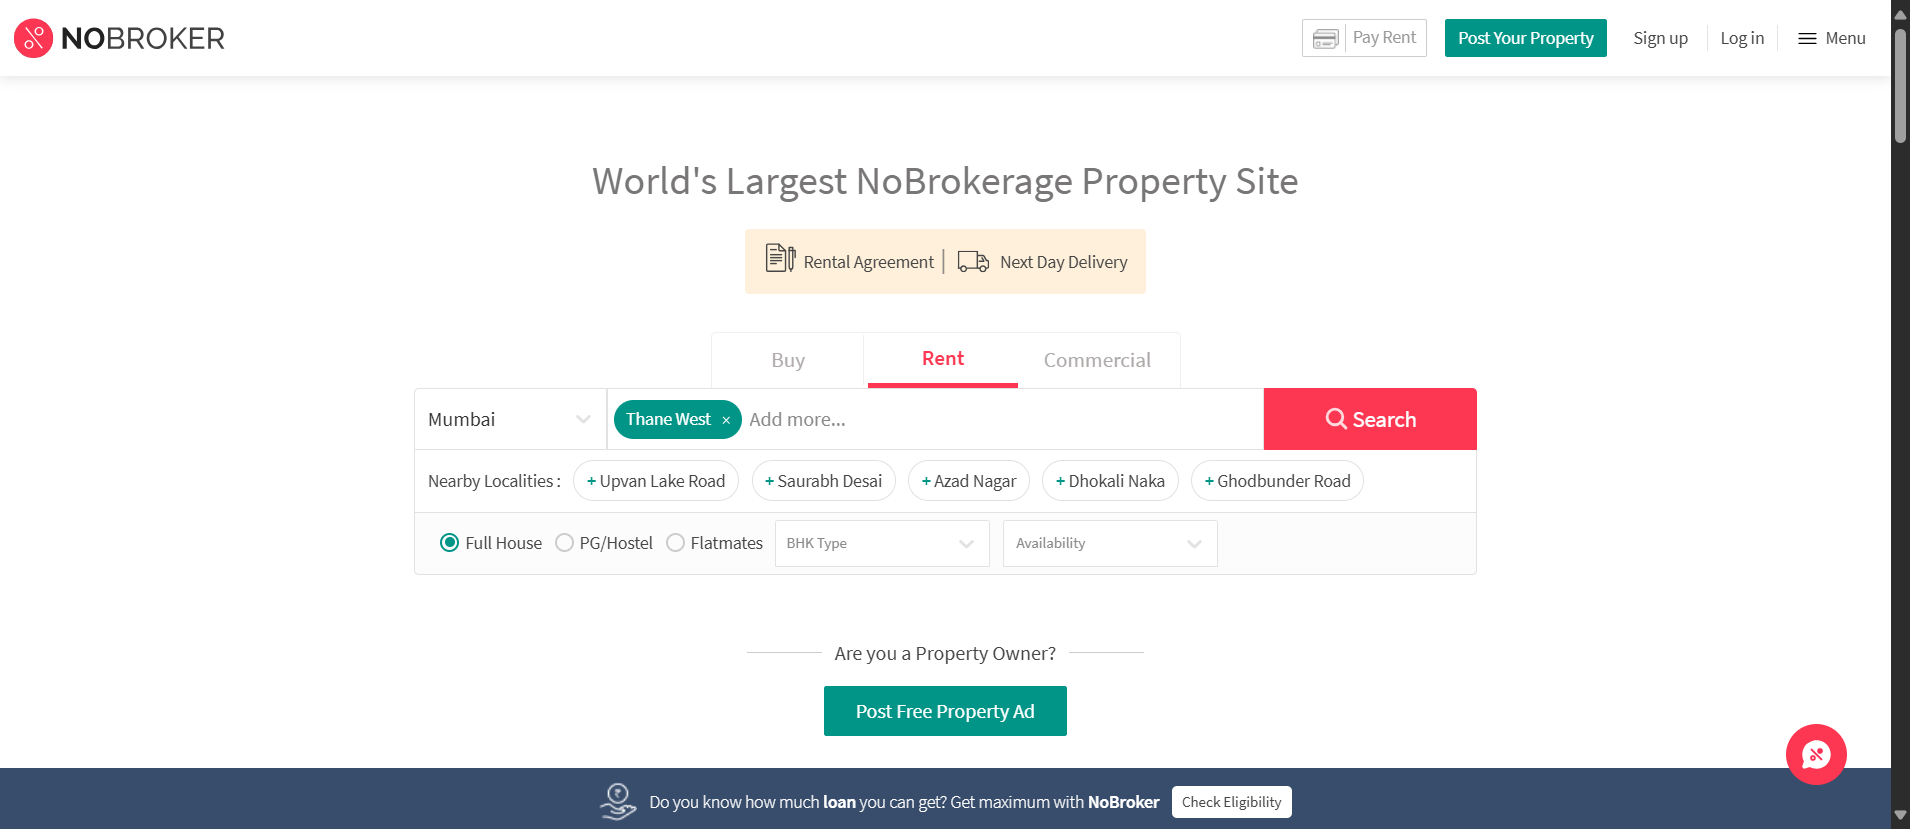 NOBROKER
Pay Rent
Post Your Property
Sign up
Log in
Menu
World's Largest NoBrokerage Property Site
Rental Agreement
Next Day Delivery
Buy
Rent
Commercial
Mumbai
Thane West ×
Add more...
Search
Nearby Localities :
+ Upvan Lake Road
+ Saurabh Desai
+ Azad Nagar
+ Dhokali Naka
+ Ghodbunder Road
Full House
PG/Hostel
Flatmates
BHK Type
Availability
Are you a Property Owner?
Post Free Property Ad
Do you know how much loan you can get? Get maximum with NoBroker
Check Eligibility